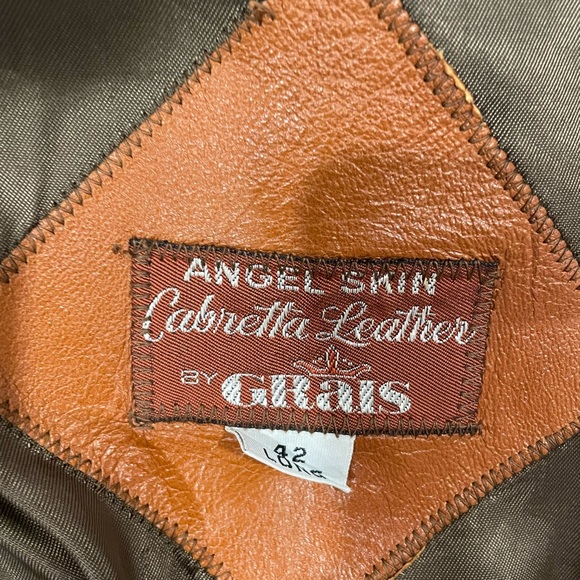 ANGEL SKIN
Cabretta Leather
BY GRAIS
42
LONG